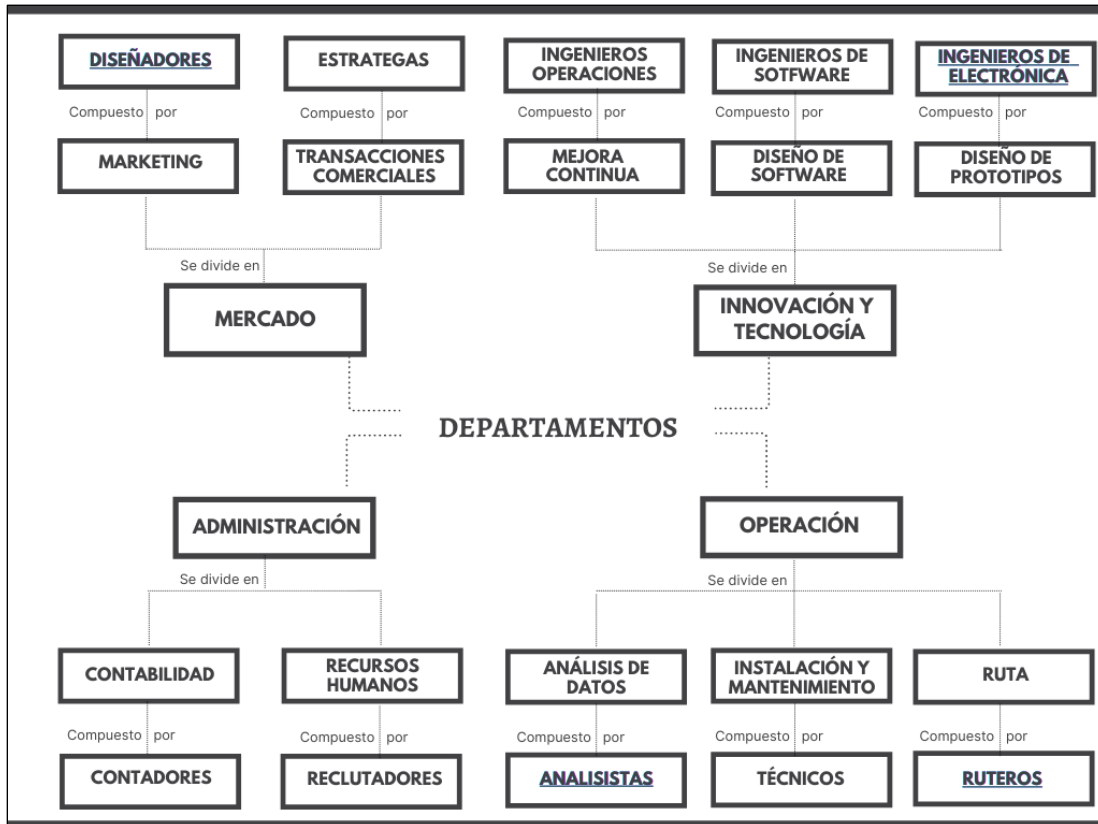 DISEÑADORES
ESTRATEGAS
INGENIEROS
OPERACIONES
INGENIEROS DE
SOTFWARE
INGENIEROS DE
ELECTRÓNICA
Compuesto por
Compuesto por
Compuesto por
Compuesto por
Compuesto por
MARKETING
TRANSACCIONES
COMERCIALES
MEJORA
CONTINUA
DISEÑO DE
SOFTWARE
DISEÑO DE
PROTOTIPOS
Se divide en
Se divide en
MERCADO
INNOVACIÓN Y
TECNOLOGÍA
DEPARTAMENTOS
ADMINISTRACIÓN
OPERACIÓN
Se divide en
Se divide en
CONTABILIDAD
RECURSOS
HUMANOS
ANÁLISIS DE
DATOS
INSTALACIÓN Y
MANTENIMIENTO
RUTA
Compuesto por
Compuesto por
Compuesto por
Compuesto por
Compuesto por
CONTADORES
RECLUTADORES
ANALISISTAS
TÉCNICOS
RUTEROS